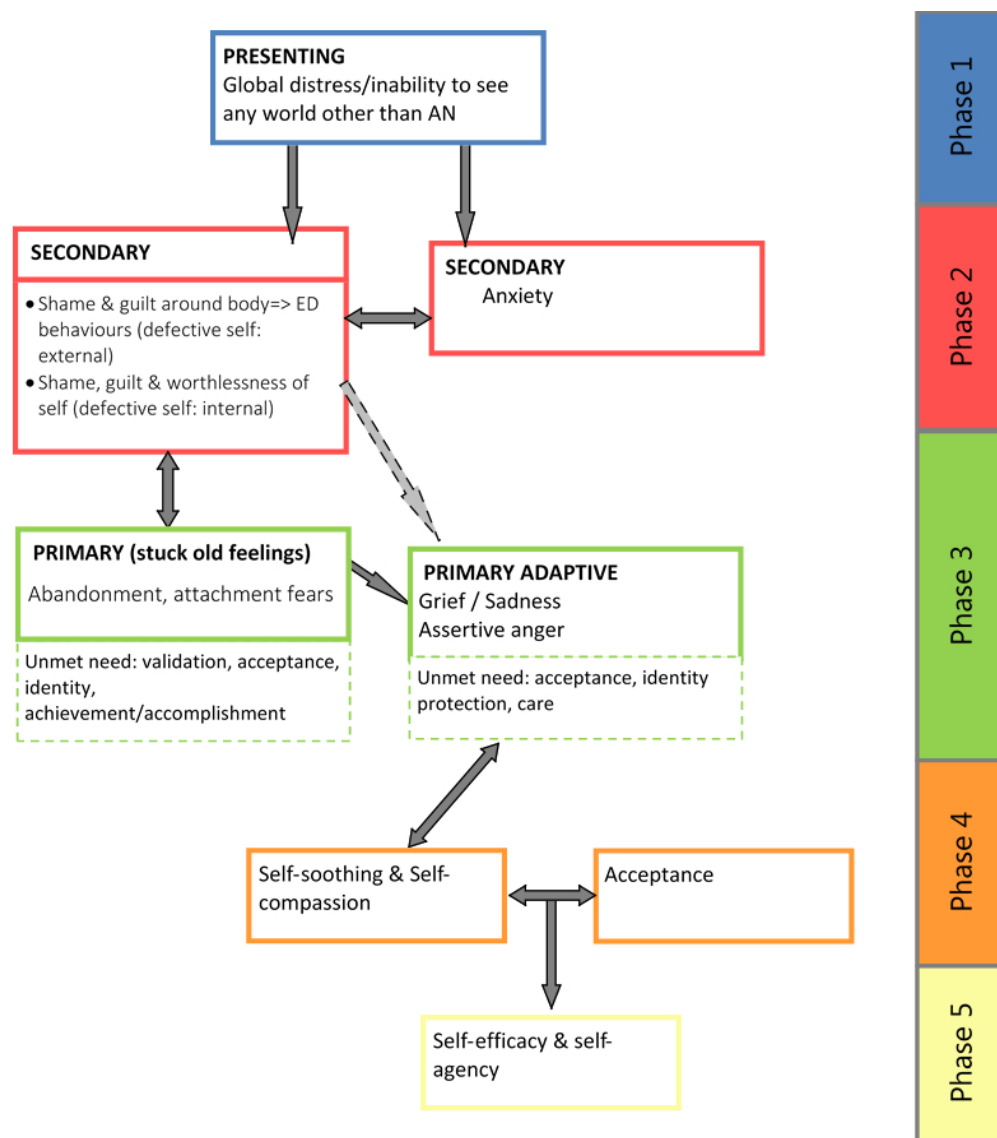 PRESENTING
Global distress/inability to see
any world other than AN
Phase 1
SECONDARY
• Shame & guilt around body=> ED
behaviours (defective self:
external)
• Shame, guilt & worthlessness of
self (defective self: internal)
SECONDARY
Anxiety
Phase 2
PRIMARY (stuck old feelings)
Abandonment, attachment fears
Unmet need: validation, acceptance,
identity,
achievement/accomplishment
PRIMARY ADAPTIVE
Grief / Sadness
Assertive anger
Unmet need: acceptance, identity
protection, care
Phase 3
Self-soothing & Self-
compassion
Acceptance
Phase 4
Self-efficacy & self-
agency
Phase 5